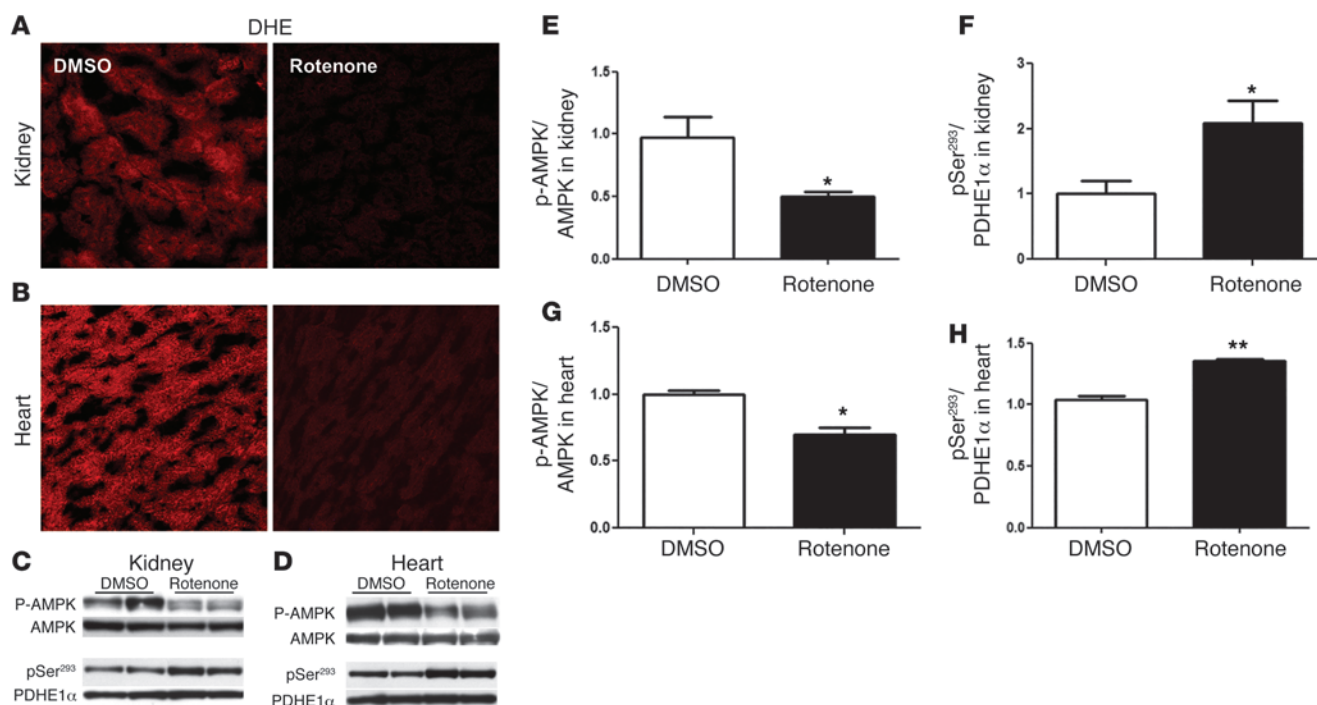 A
DHE
DMSO
Rotenone
Kidney
B
Heart
C
Kidney
DMSO Rotenone
P-AMPK
AMPK
pSer²⁹³
PDHE1α
D
Heart
DMSO Rotenone
P-AMPK
AMPK
pSer²⁹³
PDHE1α
E
p-AMPK/
AMPK in kidney
1.5
1.0
0.5
0.0
*
DMSO
Rotenone
F
pSer²⁹³/
PDHE1α in kidney
3
2
1
0
*
DMSO
Rotenone
G
p-AMPK/
AMPK in heart
1.5
1.0
0.5
0.0
*
DMSO
Rotenone
H
pSer²⁹³/
PDHE1α in heart
1.5
1.0
0.5
0.0
**
DMSO
Rotenone